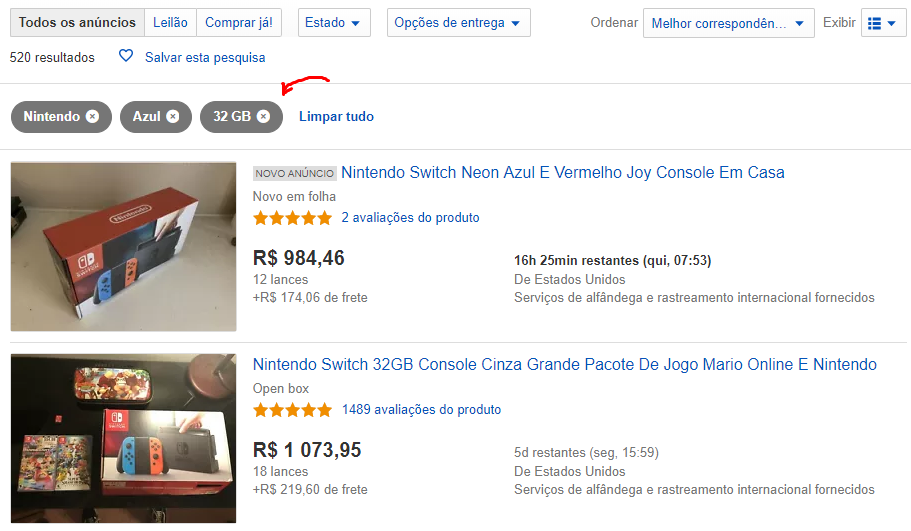 Todos os anúncios Leilão Comprar já! Estado Opções de entrega Ordenar Melhor correspondên... Exibir
520 resultados Salvar esta pesquisa
Nintendo Azul 32 GB Limpar tudo
NOVO ANÚNCIO Nintendo Switch Neon Azul E Vermelho Joy Console Em Casa
Novo em folha
2 avaliações do produto
R$ 984,46 16h 25min restantes (qui, 07:53)
12 lances De Estados Unidos
+R$ 174,06 de frete Serviços de alfândega e rastreamento internacional fornecidos
Nintendo
SWITCH
Nintendo Switch 32GB Console Cinza Grande Pacote De Jogo Mario Online E Nintendo
Open box
1489 avaliações do produto
R$ 1 073,95 5d restantes (seg, 15:59)
18 lances De Estados Unidos
+R$ 219,60 de frete Serviços de alfândega e rastreamento internacional fornecidos